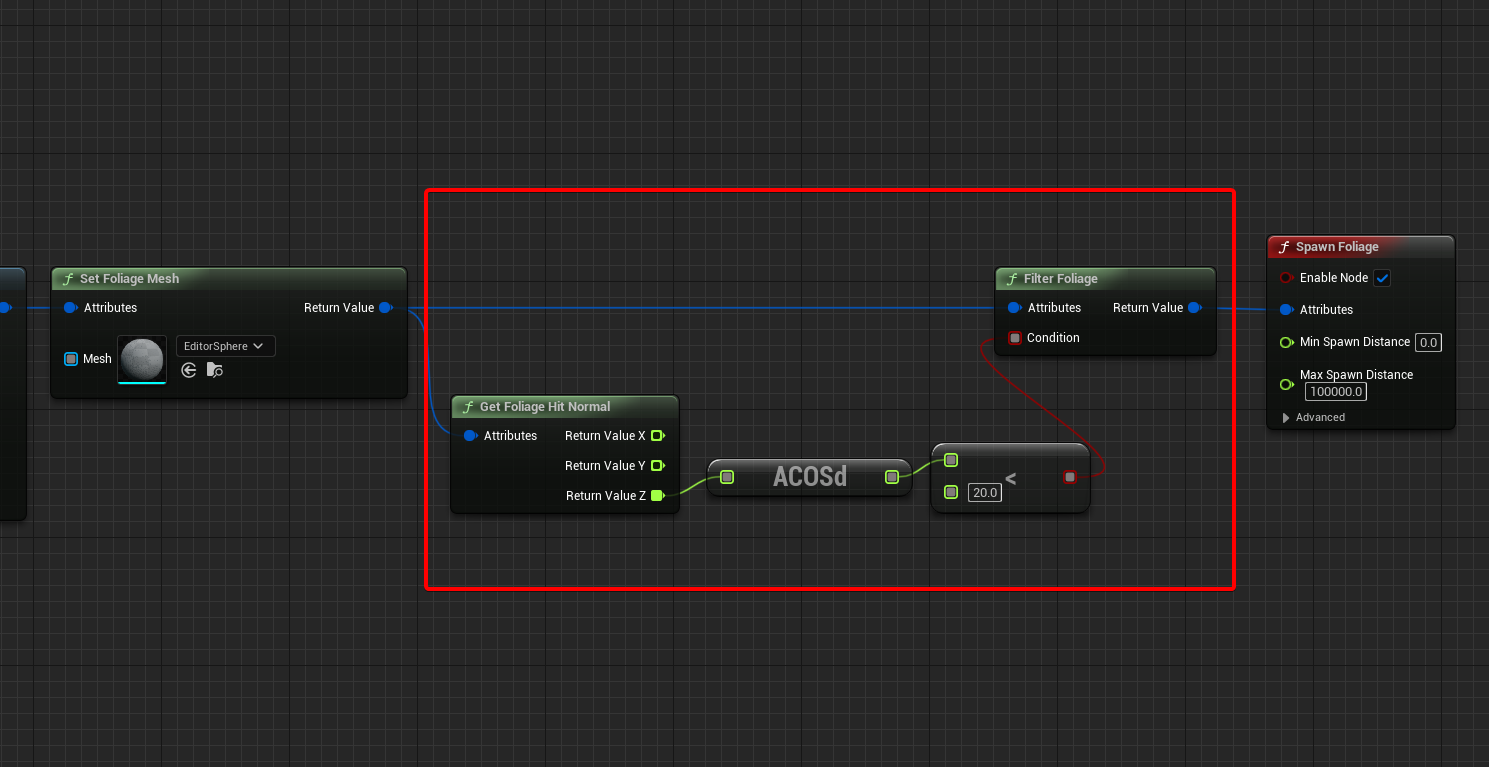 Set Foliage Mesh
Attributes
Return Value
Mesh
EditorSphere
Get Foliage Hit Normal
Attributes
Return Value X
Return Value Y
Return Value Z
ACOSd
20.0
<
Filter Foliage
Attributes
Return Value
Condition
Spawn Foliage
Enable Node
Attributes
Min Spawn Distance
0.0
Max Spawn Distance
100000.0
Advanced